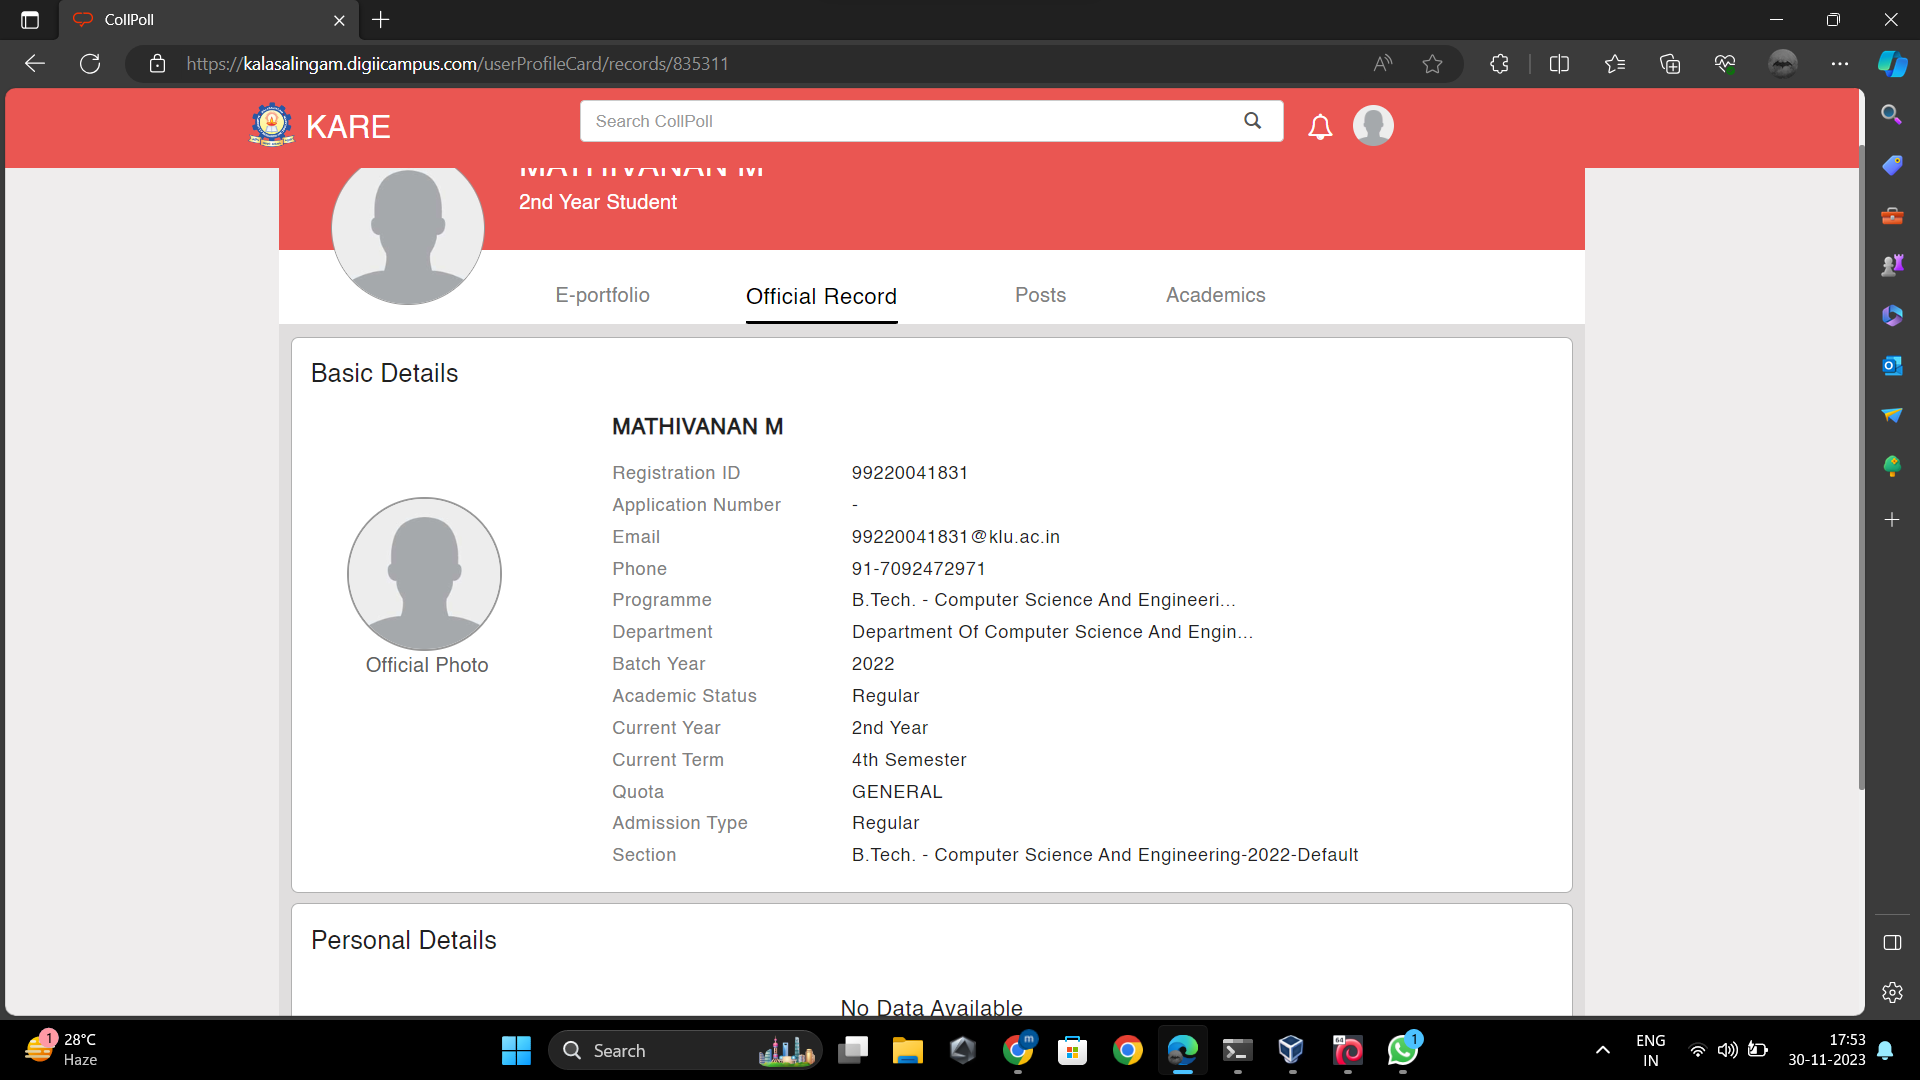 CollPoll
https://kalasalingam.digiicampus.com/userProfileCard/records/835311
KARE
Search CollPoll
MATHIVANAN M
2nd Year Student
E-portfolio
Official Record
Posts
Academics
Basic Details
MATHIVANAN M
Registration ID 99220041831
Application Number -
Email 99220041831@klu.ac.in
Phone 91-7092472971
Programme B.Tech. - Computer Science And Engineeri...
Department Department Of Computer Science And Engin...
Batch Year 2022
Academic Status Regular
Current Year 2nd Year
Current Term 4th Semester
Quota GENERAL
Admission Type Regular
Section B.Tech. - Computer Science And Engineering-2022-Default
Official Photo
Personal Details
No Data Available
1
28°C
Haze
Search
m
64
1
ENG
IN
17:53
30-11-2023